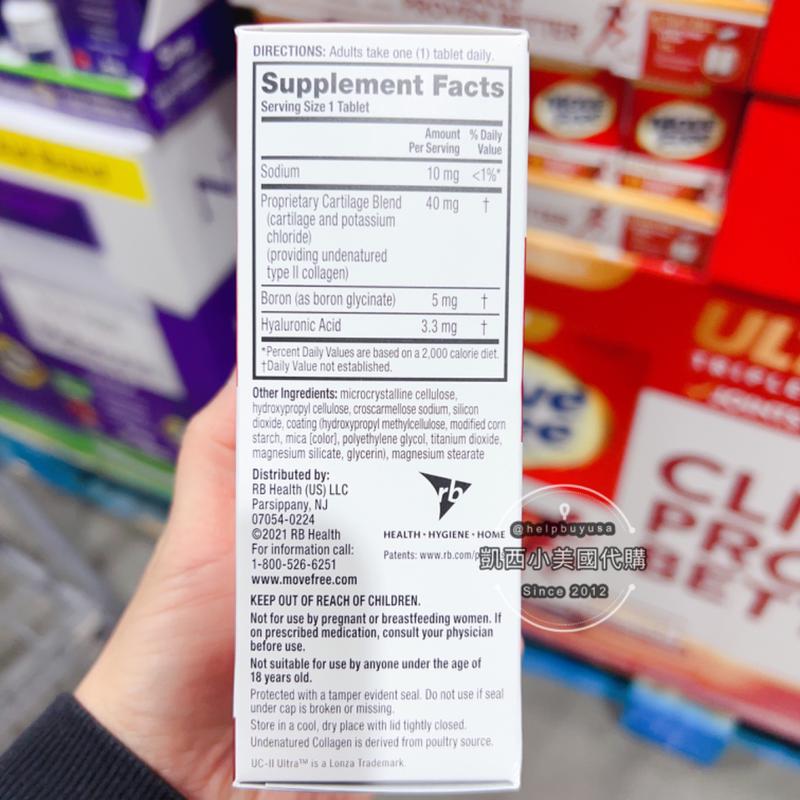 DIRECTIONS: Adults take one (1) tablet daily.
Supplement Facts
Serving Size 1 Tablet
Amount Per Serving % Daily Value
Sodium 10 mg <1%*
Proprietary Cartilage Blend 40 mg †
(cartilage and potassium
chloride)
(providing undenatured
type II collagen)
Boron (as boron glycinate) 5 mg †
Hyaluronic Acid 3.3 mg †
*Percent Daily Values are based on a 2,000 calorie diet.
†Daily Value not established.
Other Ingredients: microcrystalline cellulose,
hydroxypropyl cellulose, croscarmellose sodium, silicon
dioxide, coating (hydroxypropyl methylcellulose, modified corn
starch, mica [color], polyethylene glycol, titanium dioxide,
magnesium silicate, glycerin), magnesium stearate
Distributed by:
RB Health (US) LLC
Parsippany, NJ
07054-0224
©2021 RB Health
For information call:
1-800-526-6251
www.movefree.com
rb
HEALTH • HYGIENE • HOME
Patents: www.rb.com/p
@helpbuyusa
凱西小美國代購
Since 2012
KEEP OUT OF REACH OF CHILDREN.
Not for use by pregnant or breastfeeding women. If
on prescribed medication, consult your physician
before use.
Not suitable for use by anyone under the age of
18 years old.
Protected with a tamper evident seal. Do not use if seal
under cap is broken or missing.
Store in a cool, dry place with lid tightly closed.
Undenatured Collagen is derived from poultry source.
UC-II Ultra™ is a Lonza Trademark.